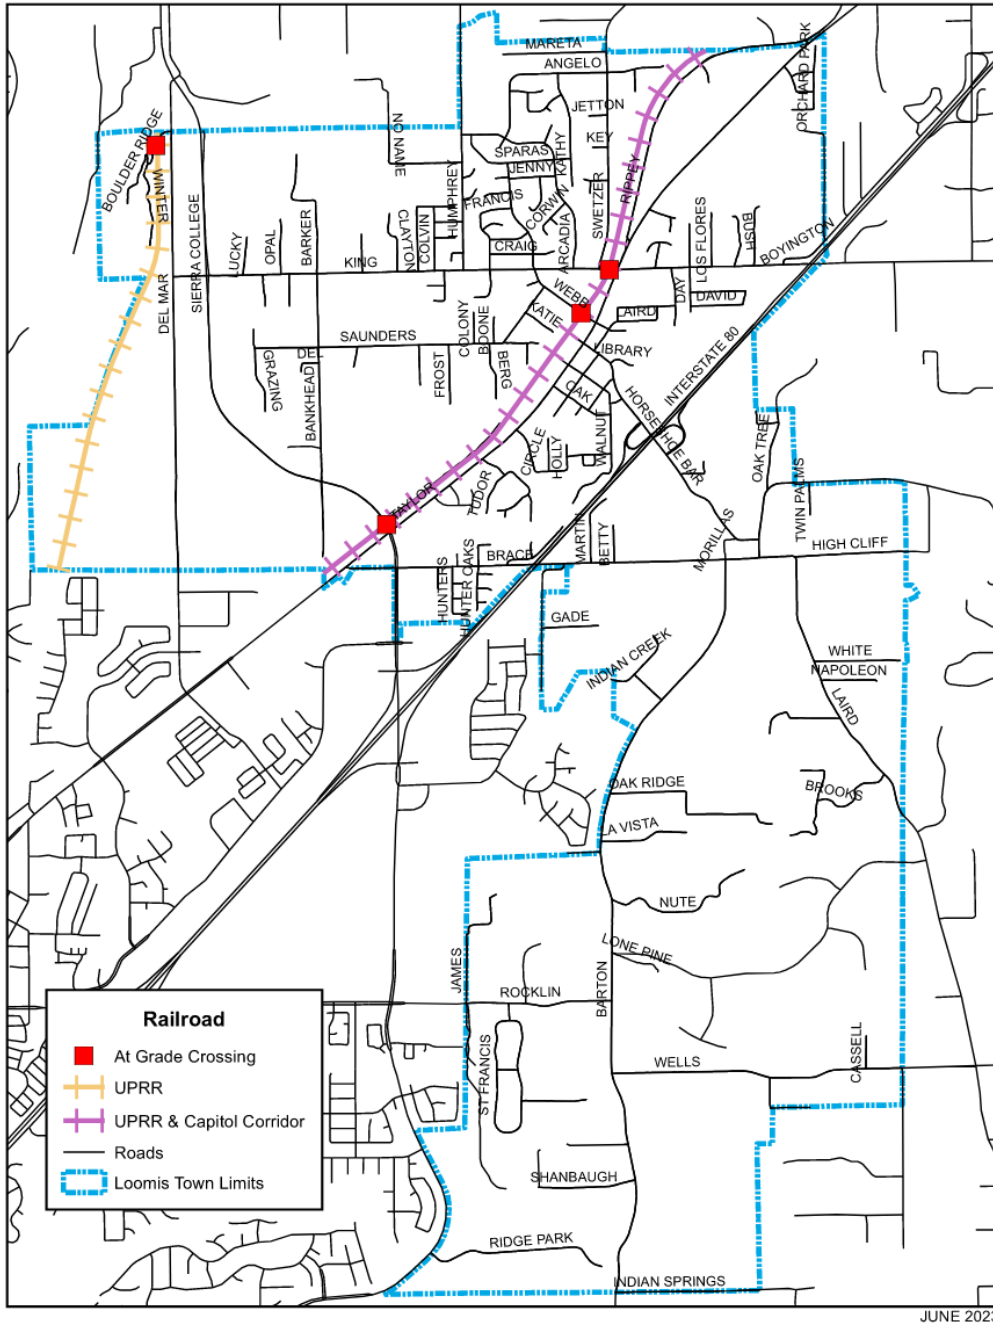 MARETA
ANGELO
ORCHARD PARK
JETTON
NO NAME
BOULDER RIDGE
KEY
KATHY
SPARAS
JENNY
RIPPEY
WINTER
HUMPHREY
FRANCIS
CORWIN
SWETZER
SIERRA COLLEGE
LUCKY
OPAL
BARKER
CLAYTON
COLVIN
ARCADIA
LOS FLORES
BUSH
BOYINGTON
CRAIG
KING
DEL MAR
WEBB
DAY
DAVID
KATIE
AIRD
COLONY
BOONE
SAUNDERS
LIBRARY
INTERSTATE 80
GRAZING
DEL
BANKHEAD
FROST
BERG
OAK
HORSESHOE BAR
WALNUT
CIRCLE
HOLLY
OAK TREE
TAYLOR
TUDOR
TWIN PALMS
MARTIN
BETTY
MORILLAS
HIGH CLIFF
BRACE
HUNTERS
HUNTER OAKS
GADE
INDIAN CREEK
WHITE
NAPOLEON
LAIRD
OAK RIDGE
BROOKS
LA VISTA
NUTE
LONE PINE
JAMES
ROCKLIN
BARTON
WELLS
CASSELL
ST FRANCIS
SHANBAUGH
RIDGE PARK
INDIAN SPRINGS
Railroad
At Grade Crossing
UPRR
UPRR & Capitol Corridor
Roads
Loomis Town Limits
JUNE 2023